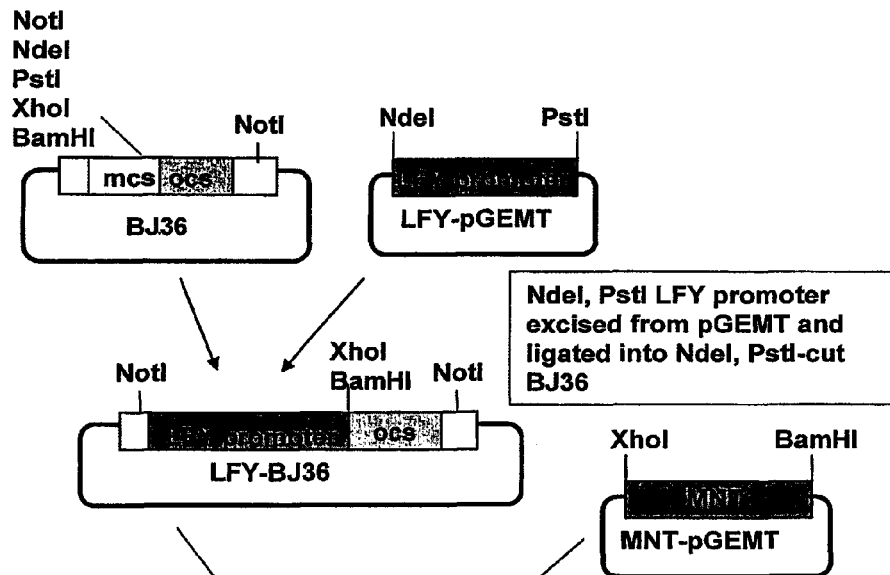 NotI
NdeI
PstI
XhoI
BamHI
NotI
mcs
ocs
BJ36
NdeI
PstI
LFY promoter
LFY-pGEMT
NdeI, PstI LFY promoter
excised from pGEMT and
ligated into NdeI, PstI-cut
BJ36
NotI
XhoI
BamHI
NotI
LFY promoter
ocs
LFY-BJ36
XhoI
BamHI
MNT
MNT-pGEMT